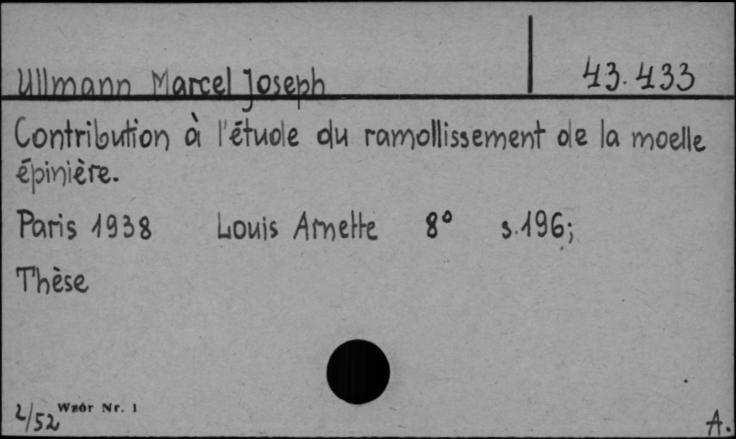 Ullmann Marcel Joseph
43.433
Contribution à l'étude du ramollissement de la moelle
épinière.
Paris 1938 Louis Arnette 8° s.196;
Thèse
2/52 Wzór Nr. 1
A.